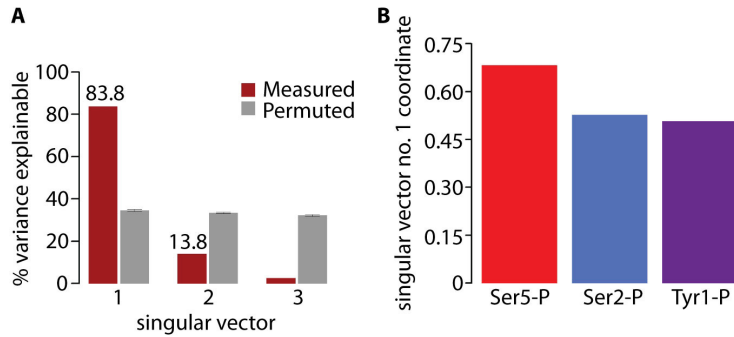 A
% variance explainable
100
80
60
40
20
0
83.8
13.8
Measured
Permuted
1 2 3
singular vector
B
singular vector no. 1 coordinate
0.75
0.60
0.45
0.30
0.15
0
Ser5-P Ser2-P Tyr1-P